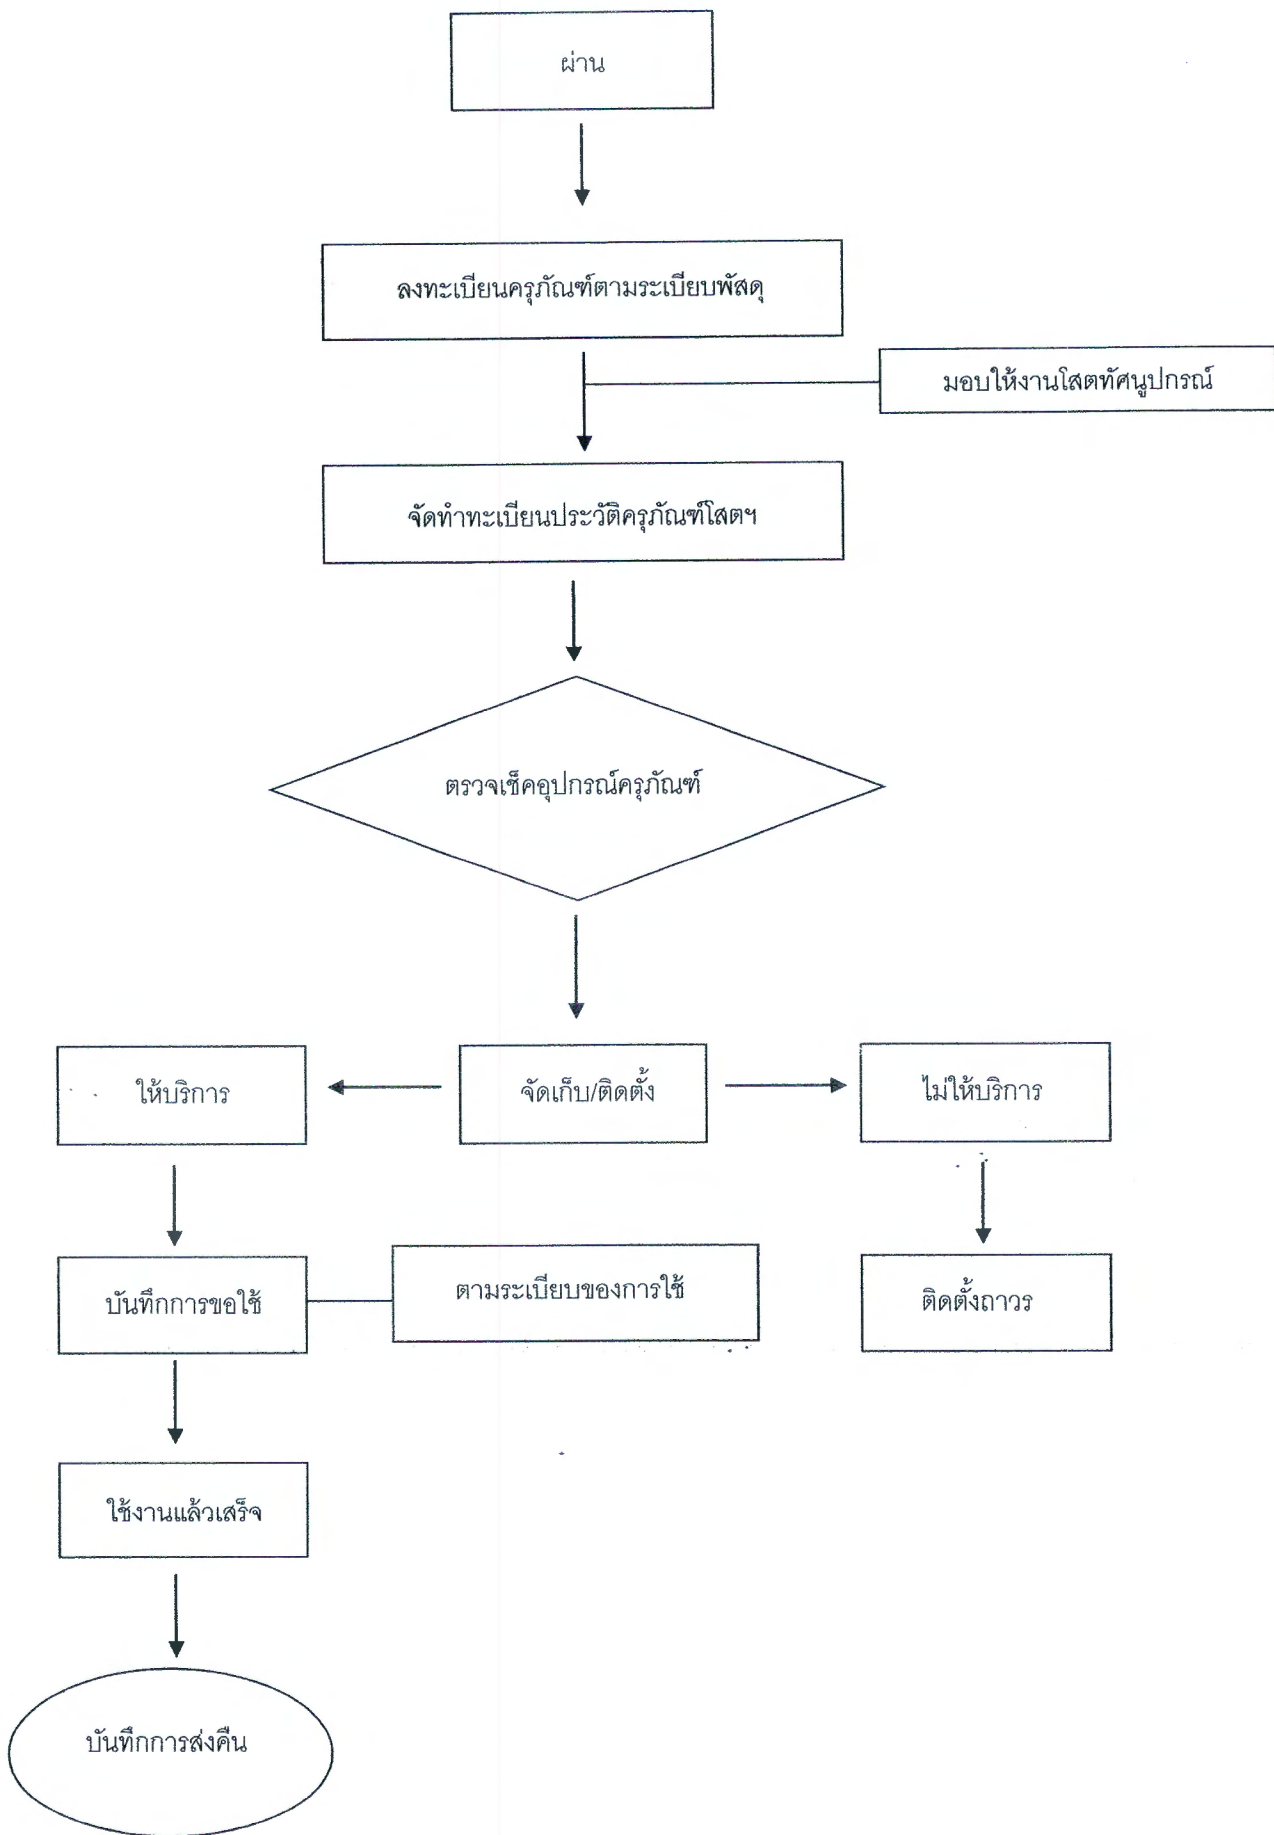 ผ่าน
ลงทะเบียนครุภัณฑ์ตามระเบียบพัสดุ
มอบให้งานโสตทัศนูปกรณ์
จัดทำทะเบียนประวัติครุภัณฑ์โสตฯ
ตรวจเช็คอุปกรณ์ครุภัณฑ์
ให้บริการ
จัดเก็บ/ติดตั้ง
ไม่ให้บริการ
บันทึกการขอใช้
ตามระเบียบของการใช้
ติดตั้งถาวร
ใช้งานแล้วเสร็จ
บันทึกการส่งคืน